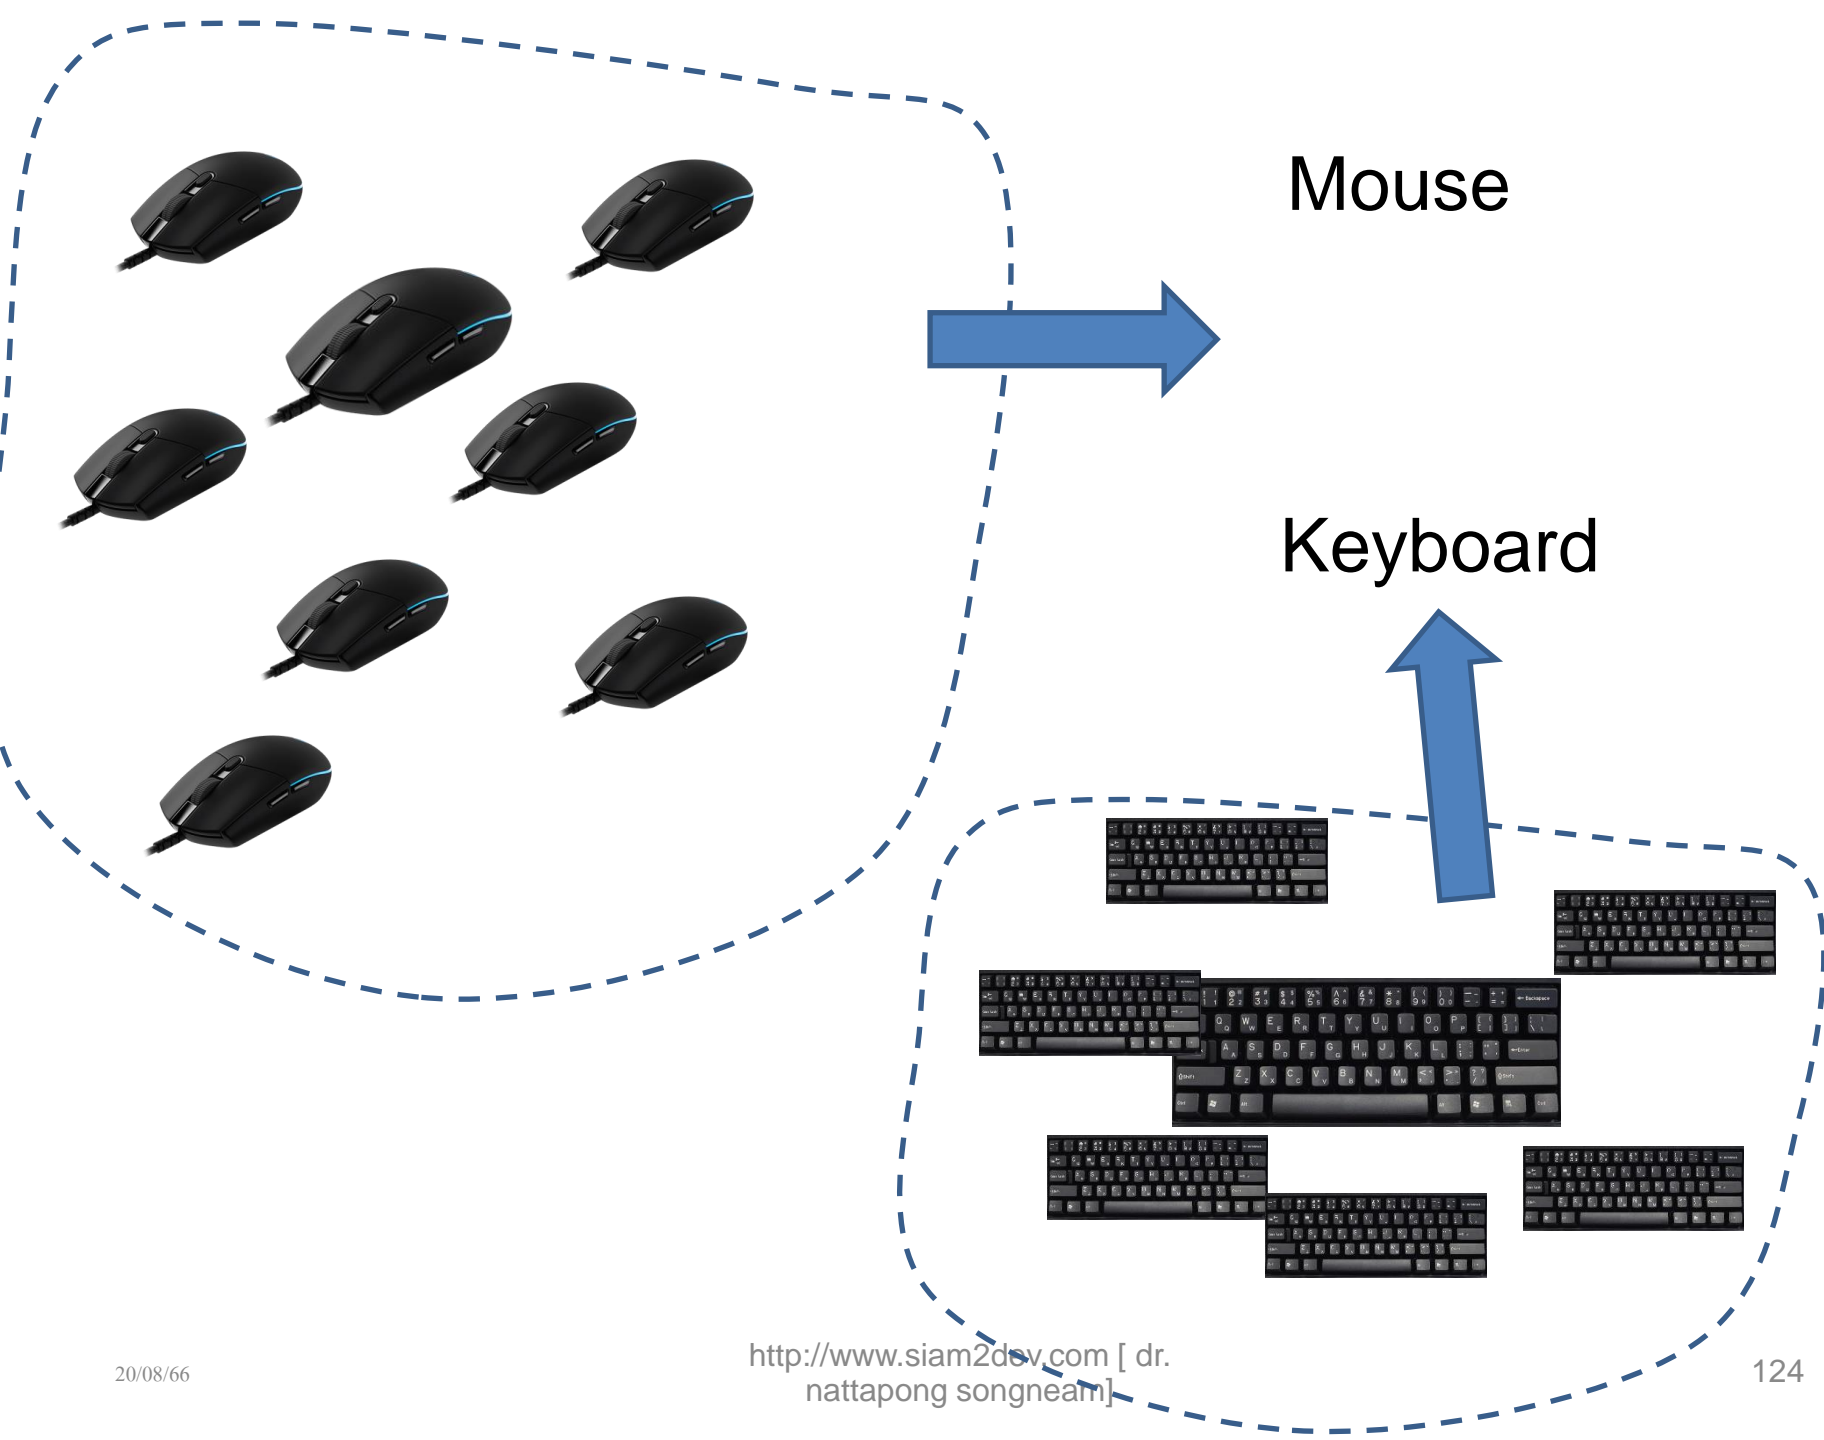 Mouse
Keyboard
20/08/66
http://www.siam2dev.com [ dr.
nattapong songneam]
124